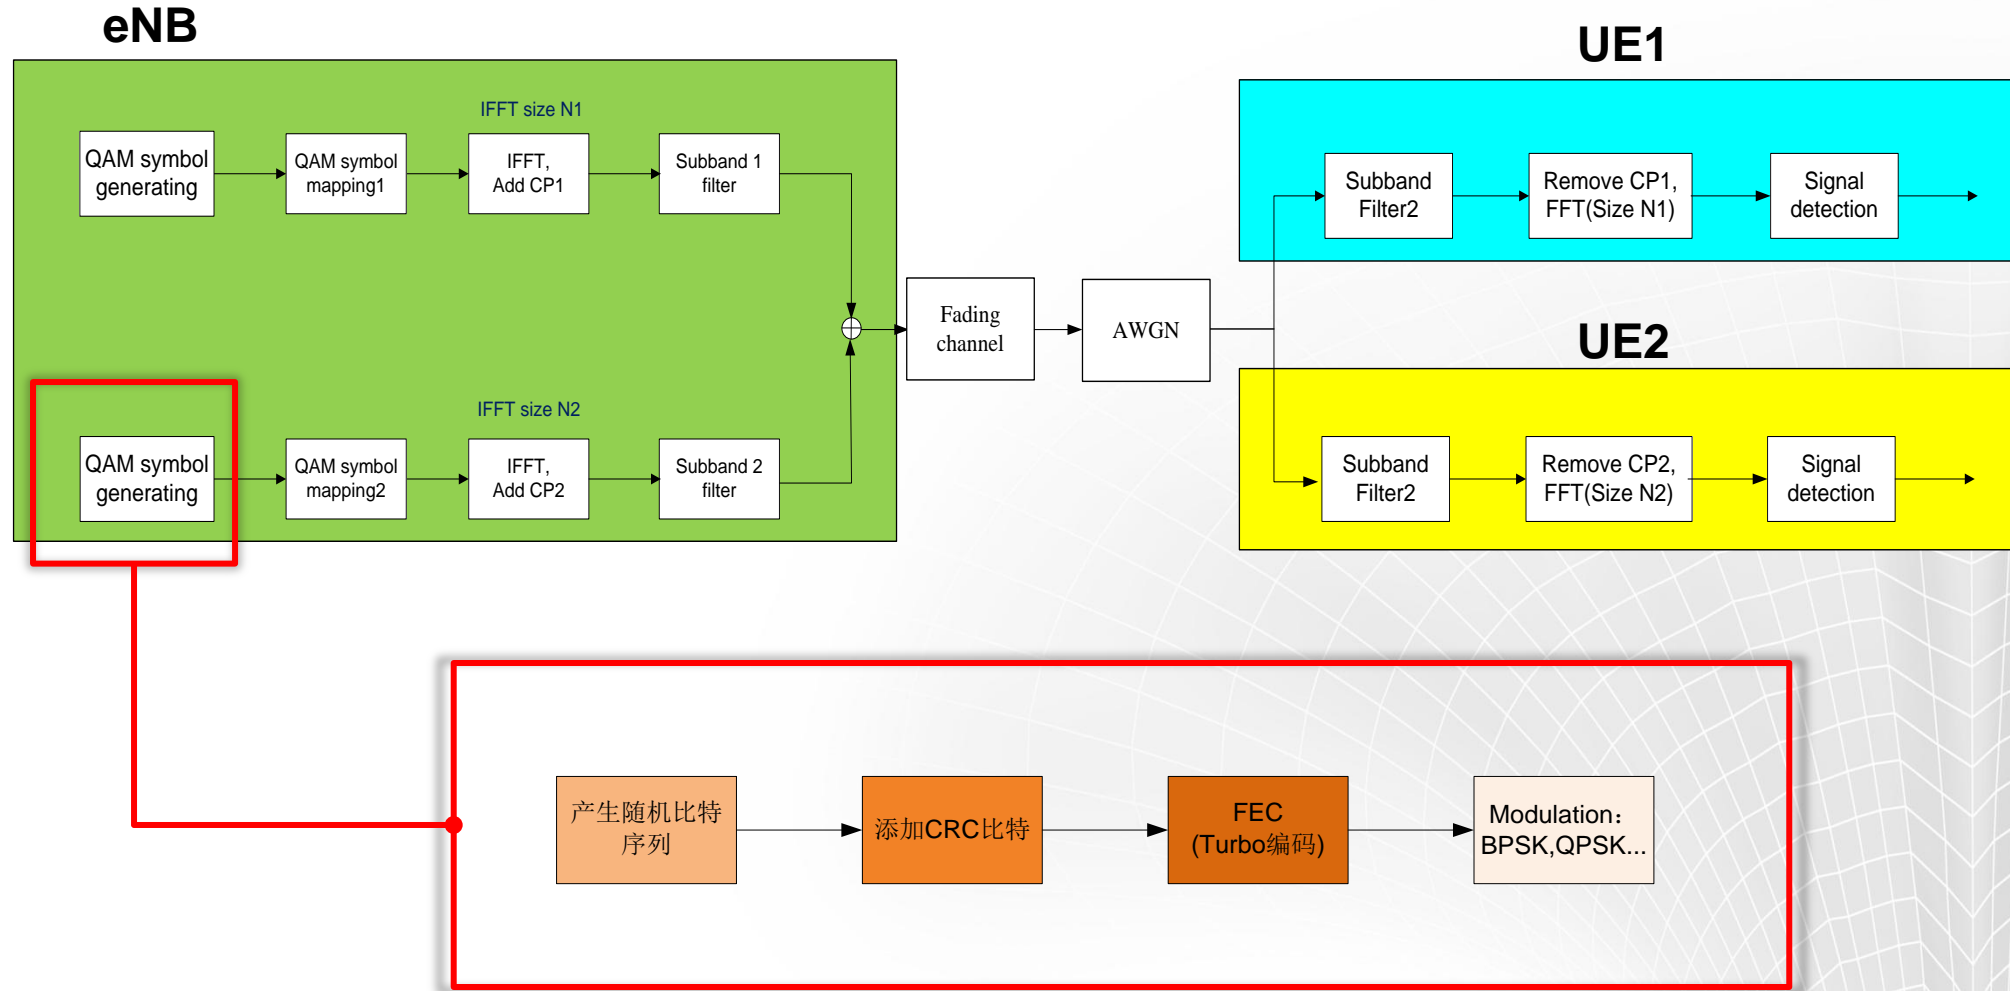 eNB
IFFT size N1
QAM symbol
generating
QAM symbol
mapping1
IFFT,
Add CP1
Subband 1
filter
IFFT size N2
QAM symbol
generating
QAM symbol
mapping2
IFFT,
Add CP2
Subband 2
filter
Fading
channel
AWGN
UE1
Subband
Filter2
Remove CP1,
FFT(Size N1)
Signal
detection
UE2
Subband
Filter2
Remove CP2,
FFT(Size N2)
Signal
detection
产生随机比特
序列
添加CRC比特
FEC
(Turbo编码)
Modulation：
BPSK,QPSK...